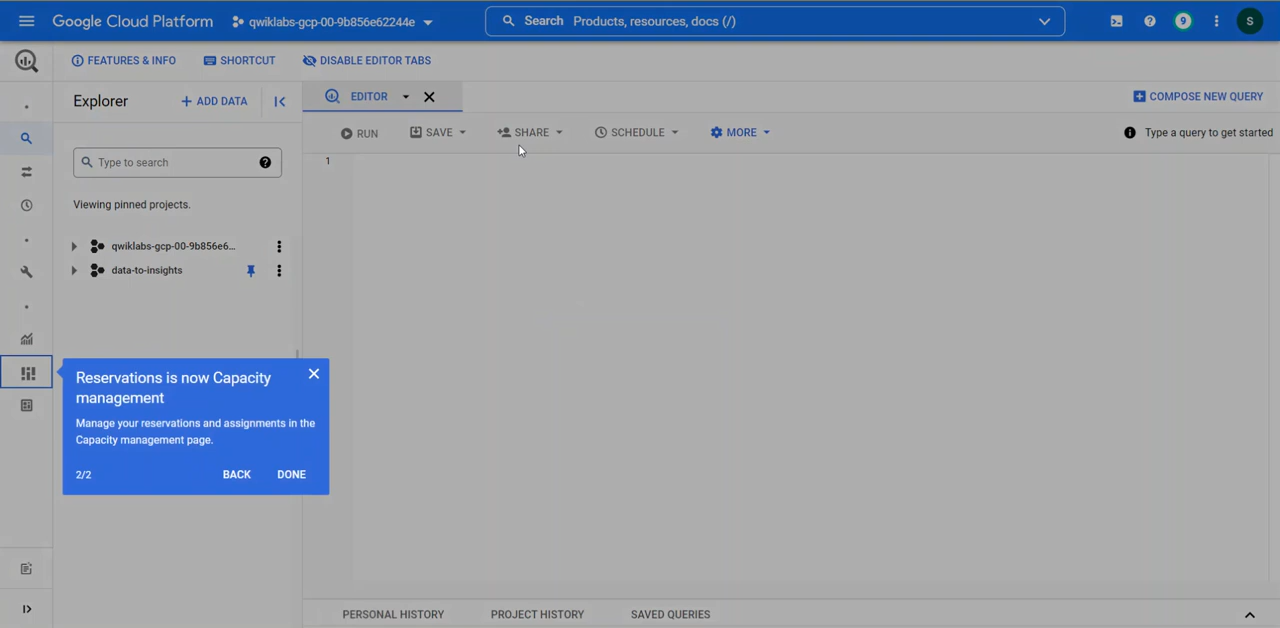 Google Cloud Platform
qwiklabs-gcp-00-9b856e62244e
Search Products, resources, docs (/)
9
S
FEATURES & INFO
SHORTCUT
DISABLE EDITOR TABS
Explorer
+ ADD DATA
EDITOR
COMPOSE NEW QUERY
RUN
SAVE
SHARE
SCHEDULE
MORE
Type a query to get started
Type to search
1
Viewing pinned projects.
qwiklabs-gcp-00-9b856e6...
data-to-insights
Reservations is now Capacity
management
Manage your reservations and assignments in the
Capacity management page.
2/2
BACK
DONE
PERSONAL HISTORY
PROJECT HISTORY
SAVED QUERIES